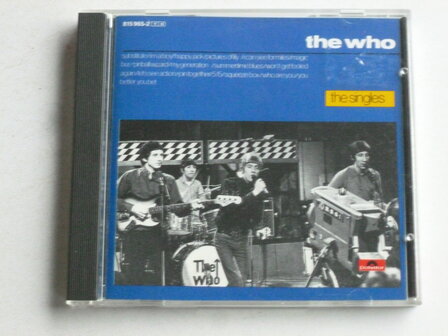 815 965-2
the who
substitute/i'm a boy/happy jack/pictures of lily/i can see for miles/magic
bus/pinball wizard/my generation/summertime blues/won't get fooled
again/let's see action/join together/5:15/squeeze box/who are you/you
better you bet
the singles
The
Who
Polydor